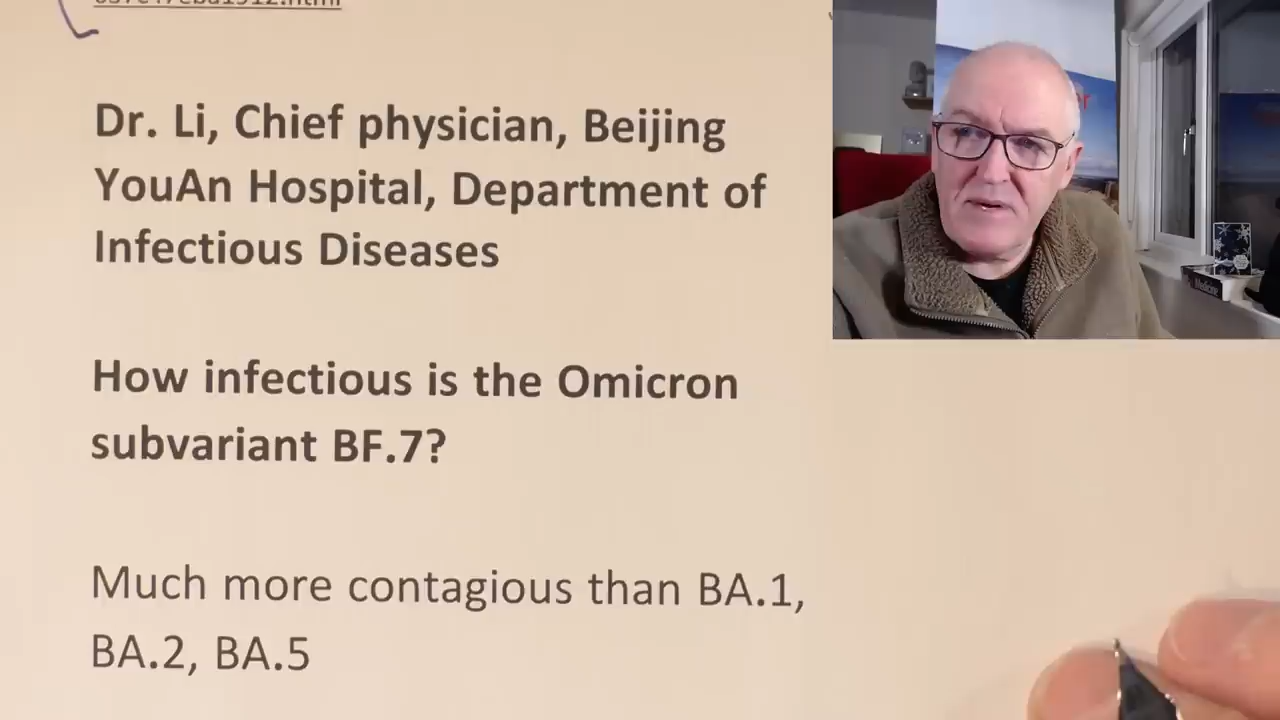 Dr. Li, Chief physician, Beijing
YouAn Hospital, Department of
Infectious Diseases
How infectious is the Omicron
subvariant BF.7?
Much more contagious than BA.1,
BA.2, BA.5
Medicine